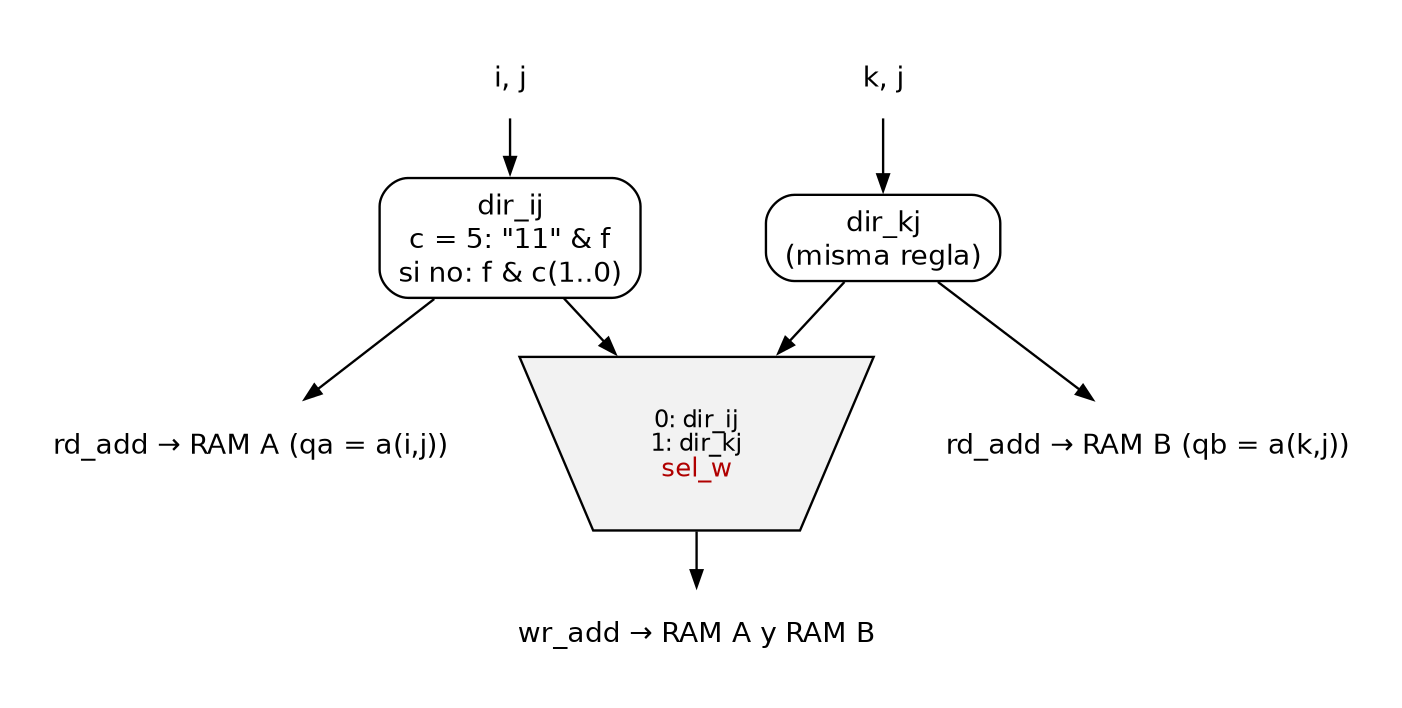 i, j
k, j
dir_ij
c = 5: "11" & f
si no: f & c(1..0)
dir_kj
(misma regla)
rd_add → RAM A (qa = a(i,j))
0: dir_ij
1: dir_kj
sel_w
rd_add → RAM B (qb = a(k,j))
wr_add → RAM A y RAM B